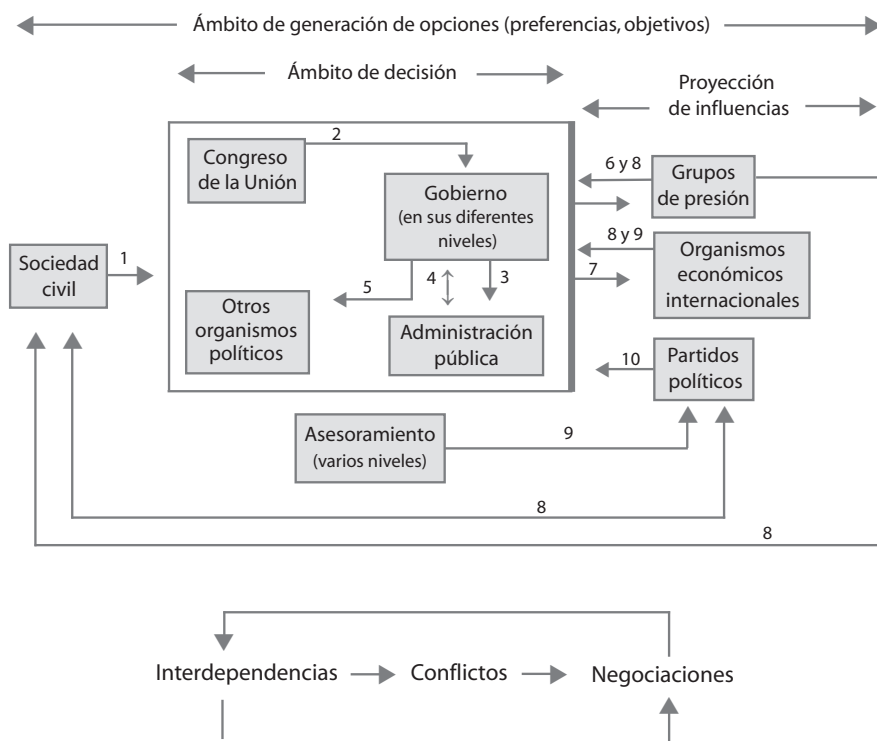 Ámbito de generación de opciones (preferencias, objetivos)
Ámbito de decisión
Proyección
de influencias
Congreso
de la Unión
2
Gobierno
(en sus diferentes
niveles)
6 y 8
Grupos
de presión
Sociedad
civil
1
8 y 9
7
Organismos
económicos
internacionales
5
4
3
Otros
organismos
políticos
Administración
pública
10
Partidos
políticos
Asesoramiento
(varios niveles)
9
8
8
Interdependencias
Conflictos
Negociaciones